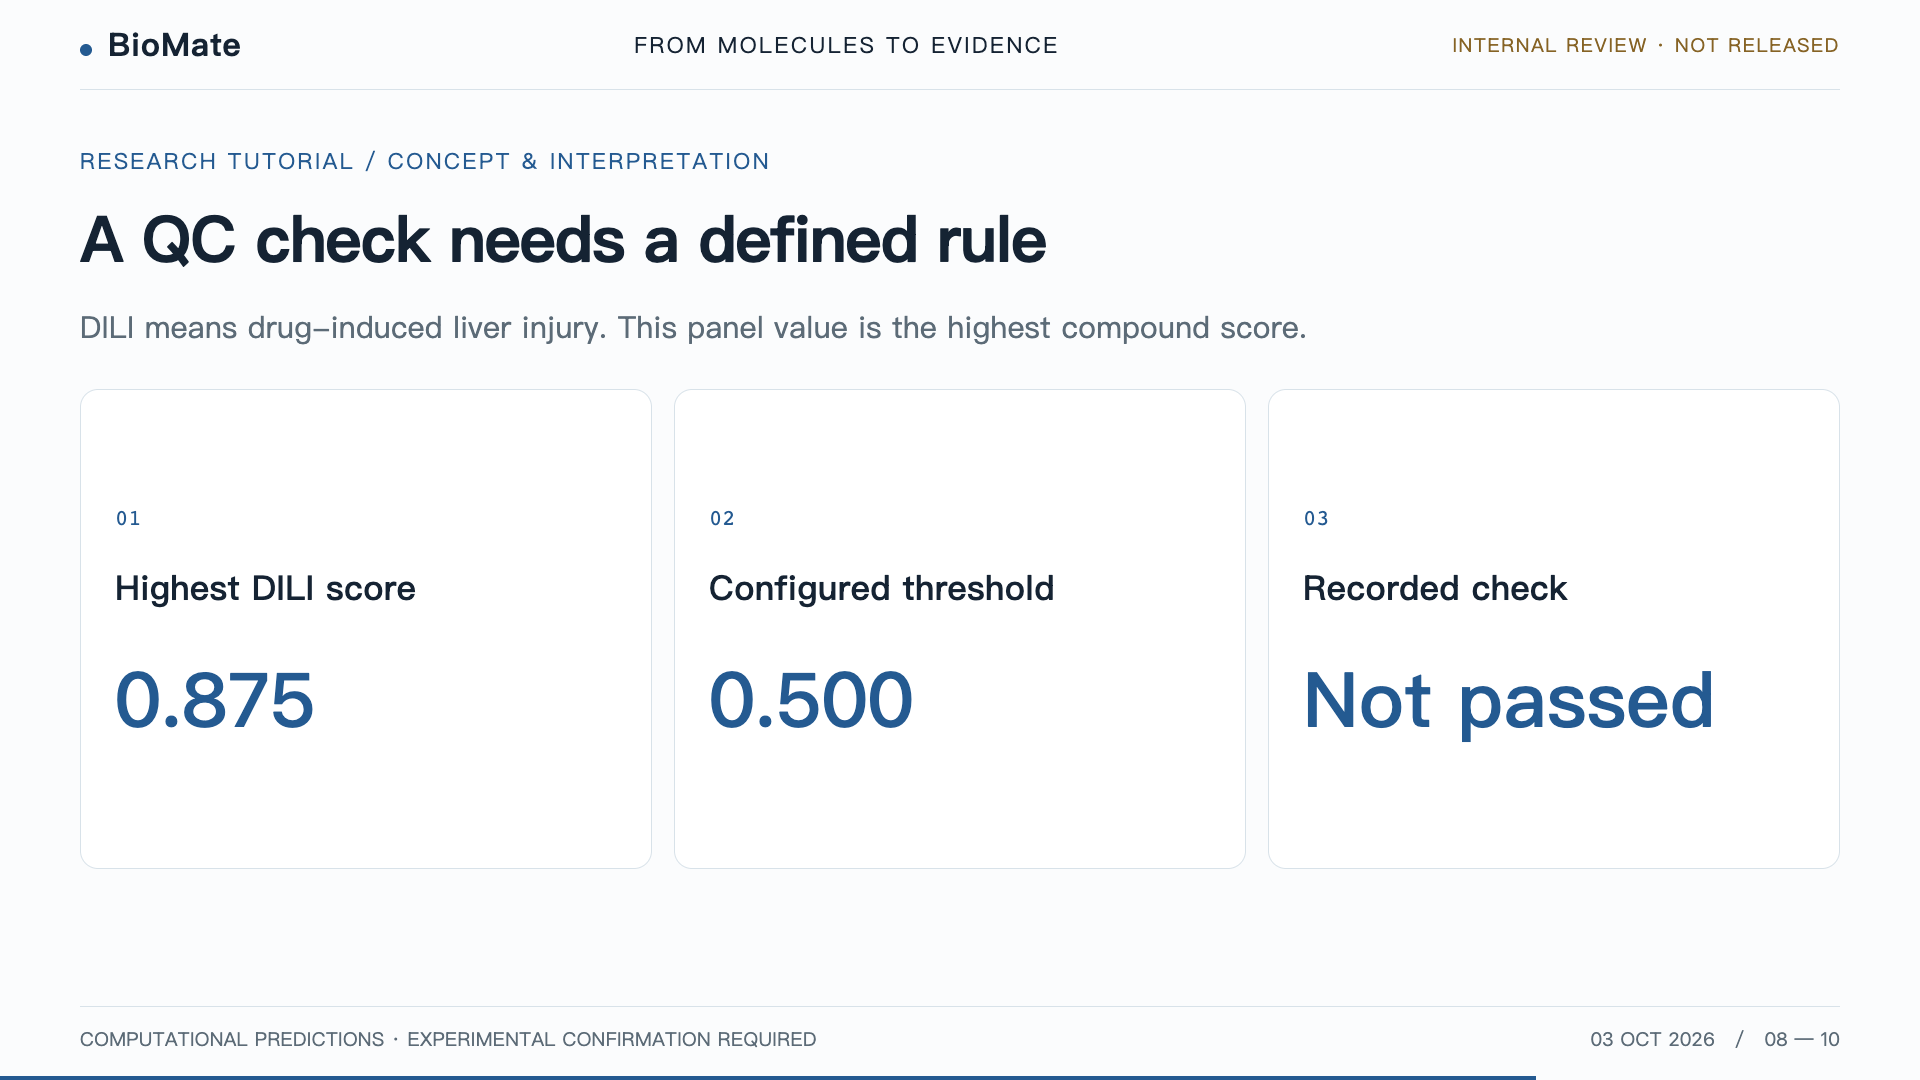 BioMate
FROM MOLECULES TO EVIDENCE
INTERNAL REVIEW · NOT RELEASED
RESEARCH TUTORIAL / CONCEPT & INTERPRETATION
A QC check needs a defined rule
DILI means drug–induced liver injury. This panel value is the highest compound score.
01
Highest DILI score
0.875
02
Configured threshold
0.500
03
Recorded check
Not passed
COMPUTATIONAL PREDICTIONS · EXPERIMENTAL CONFIRMATION REQUIRED
03 OCT 2026 / 08 — 10